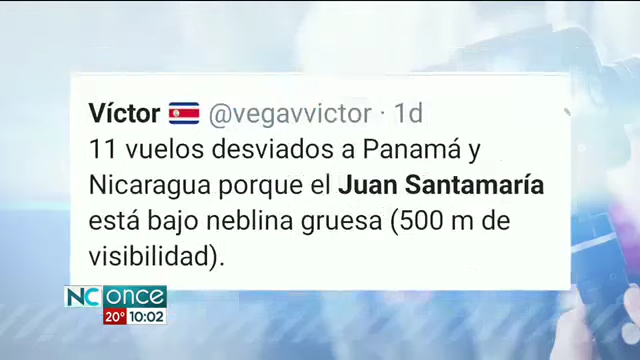 Víctor 🇨🇷 @vegavvictor · 1d
11 vuelos desviados a Panamá y
Nicaragua porque el Juan Santamaría
está bajo neblina gruesa (500 m de
visibilidad).
NC once
20° 10:02